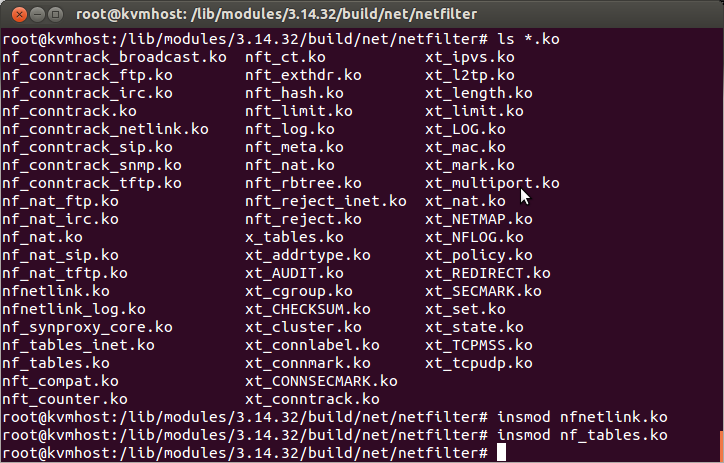 root@kvmhost: /lib/modules/3.14.32/build/net/netfilter
root@kvmhost:/lib/modules/3.14.32/build/net/netfilter# ls *.ko
nf_conntrack_broadcast.ko nft_ct.ko xt_ipvs.ko
nf_conntrack_ftp.ko nft_exthdr.ko xt_l2tp.ko
nf_conntrack_irc.ko nft_hash.ko xt_length.ko
nf_conntrack.ko nft_limit.ko xt_limit.ko
nf_conntrack_netlink.ko nft_log.ko xt_LOG.ko
nf_conntrack_sip.ko nft_meta.ko xt_mac.ko
nf_conntrack_snmp.ko nft_nat.ko xt_mark.ko
nf_conntrack_tftp.ko nft_rbtree.ko xt_multiport.ko
nf_nat_ftp.ko nft_reject_inet.ko xt_nat.ko
nf_nat_irc.ko nft_reject.ko xt_NETMAP.ko
nf_nat.ko x_tables.ko xt_NFLOG.ko
nf_nat_sip.ko xt_addrtype.ko xt_policy.ko
nf_nat_tftp.ko xt_AUDIT.ko xt_REDIRECT.ko
nfnetlink.ko xt_cgroup.ko xt_SECMARK.ko
nfnetlink_log.ko xt_CHECKSUM.ko xt_set.ko
nf_synproxy_core.ko xt_cluster.ko xt_state.ko
nf_tables_inet.ko xt_connlabel.ko xt_TCPMSS.ko
nf_tables.ko xt_connmark.ko xt_tcpudp.ko
nft_compat.ko xt_CONNSECMARK.ko
nft_counter.ko xt_conntrack.ko
root@kvmhost:/lib/modules/3.14.32/build/net/netfilter# insmod nfnetlink.ko
root@kvmhost:/lib/modules/3.14.32/build/net/netfilter# insmod nf_tables.ko
root@kvmhost:/lib/modules/3.14.32/build/net/netfilter#